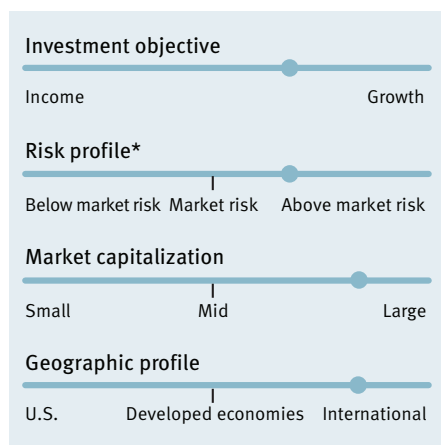 Investment objective
Income Growth
Risk profile*
Below market risk Market risk Above market risk
Market capitalization
Small Mid Large
Geographic profile
U.S. Developed economies International